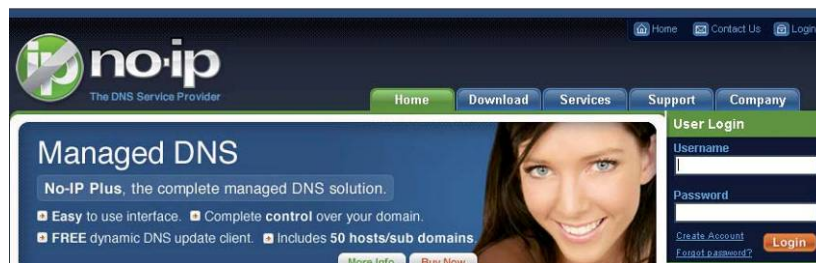 Home Contact Us Login
ip no·ip
The DNS Service Provider
Home Download Services Support Company
User Login
Managed DNS
Username
No-IP Plus, the complete managed DNS solution.
Easy to use interface. Complete control over your domain.
Password
FREE dynamic DNS update client. Includes 50 hosts/sub domains.
Create Account
Login
Forgot password?
More Info Buy Now